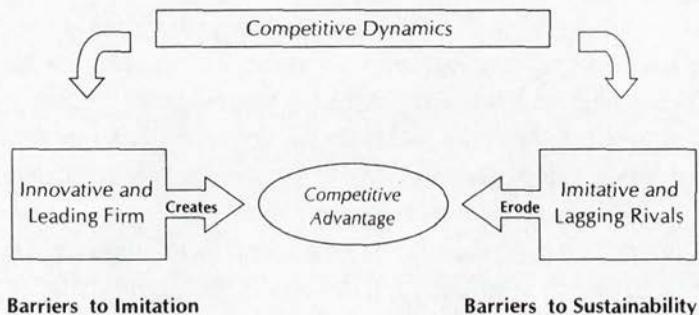 Competitive Dynamics
Innovative and
Leading Firm
Creates
Competitive
Advantage
Erode
Imitative and
Lagging Rivals
Barriers to Imitation
Barriers to Sustainability